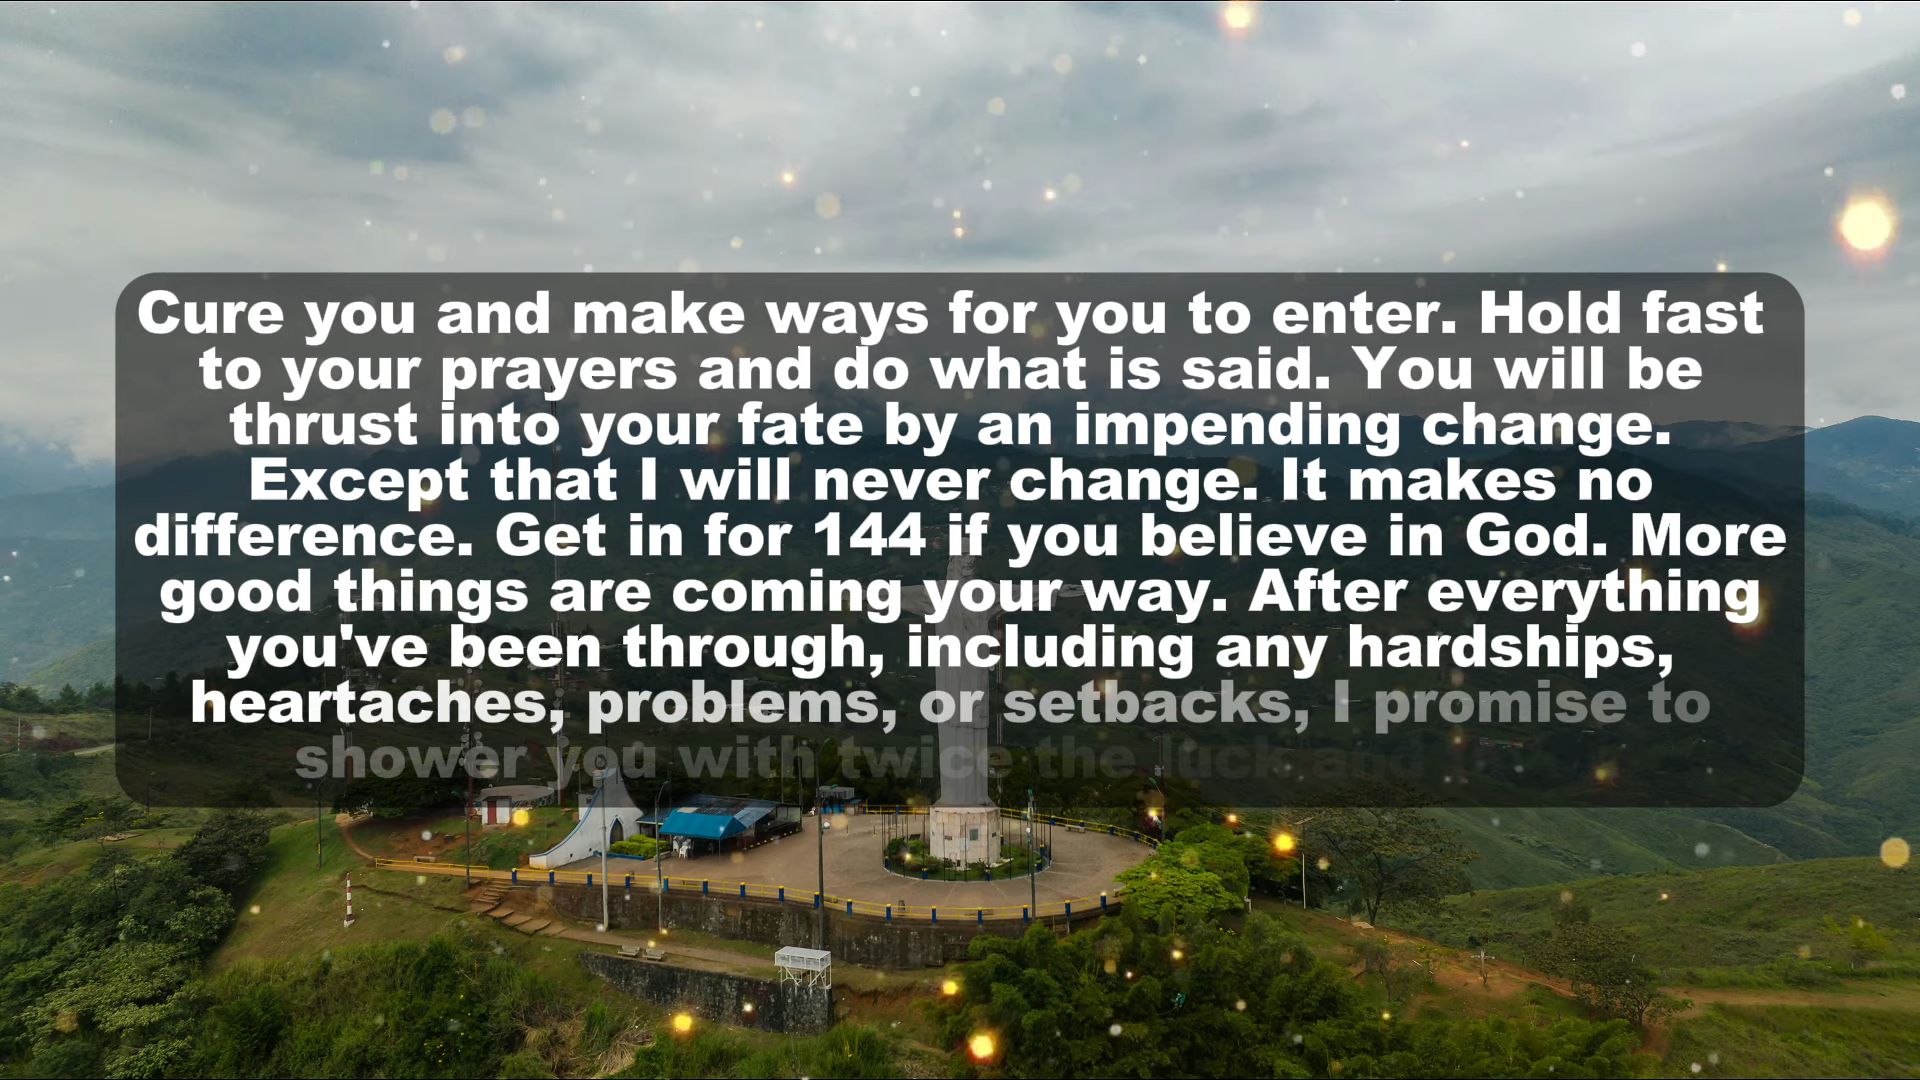 Cure you and make ways for you to enter. Hold fast
to your prayers and do what is said. You will be
thrust into your fate by an impending change.
Except that I will never change. It makes no
difference. Get in for 144 if you believe in God. More
good things are coming your way. After everything
you've been through, including any hardships,
heartaches, problems, or setbacks, I promise to
shower you with twice the luck and